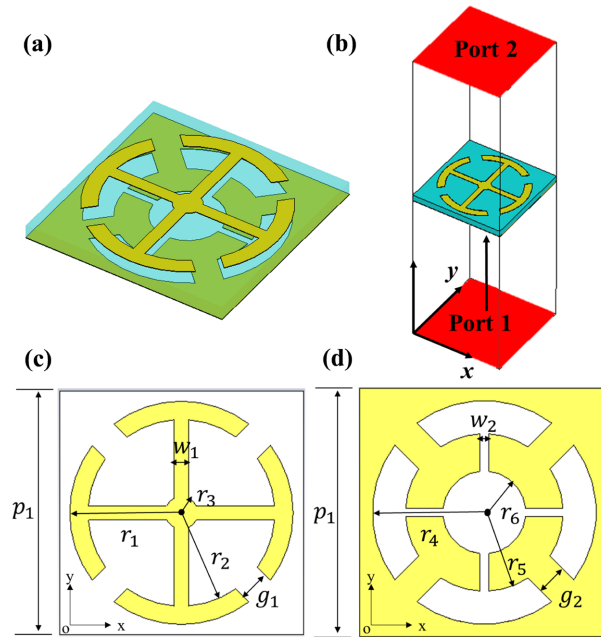 (a)
(b)
Port 2
y
Port 1
x
(c)
(d)
w₁
w₂
r₃
p₁
p₁
r₆
r₁
r₄
r₂
r₅
g₁
g₂
y
y
o
x
o
x